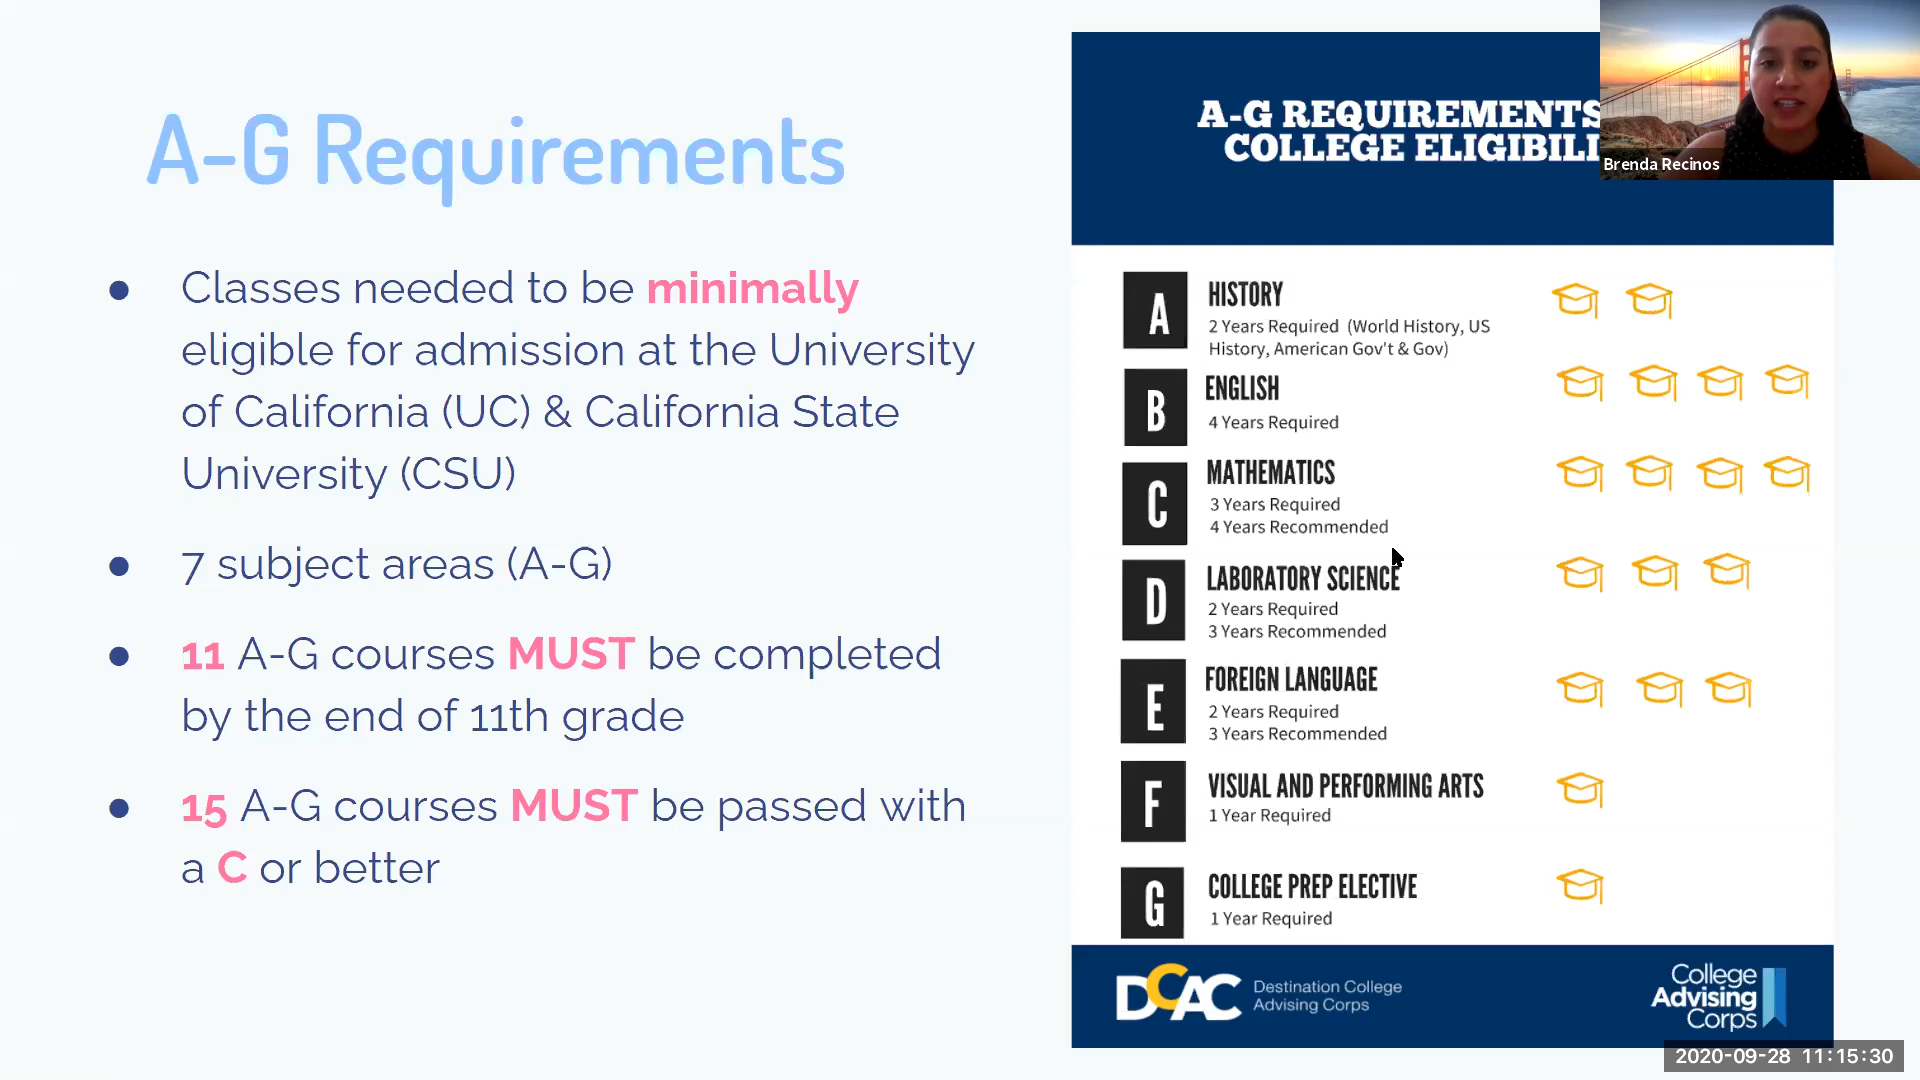 A-G Requirements
● Classes needed to be minimally
eligible for admission at the University
of California (UC) & California State
University (CSU)
● 7 subject areas (A-G)
● 11 A-G courses MUST be completed
by the end of 11th grade
● 15 A-G courses MUST be passed with
a C or better
A-G REQUIREMENTS
COLLEGE ELIGIBILI
Brenda Recinos
A
HISTORY
2 Years Required (World History, US
History, American Gov't & Gov)
B
ENGLISH
4 Years Required
C
MATHEMATICS
3 Years Required
4 Years Recommended
D
LABORATORY SCIENCE
2 Years Required
3 Years Recommended
E
FOREIGN LANGUAGE
2 Years Required
3 Years Recommended
F
VISUAL AND PERFORMING ARTS
1 Year Required
G
COLLEGE PREP ELECTIVE
1 Year Required
DCAC
Destination College
Advising Corps
College
Advising
Corps
2020-09-28 11:15:30